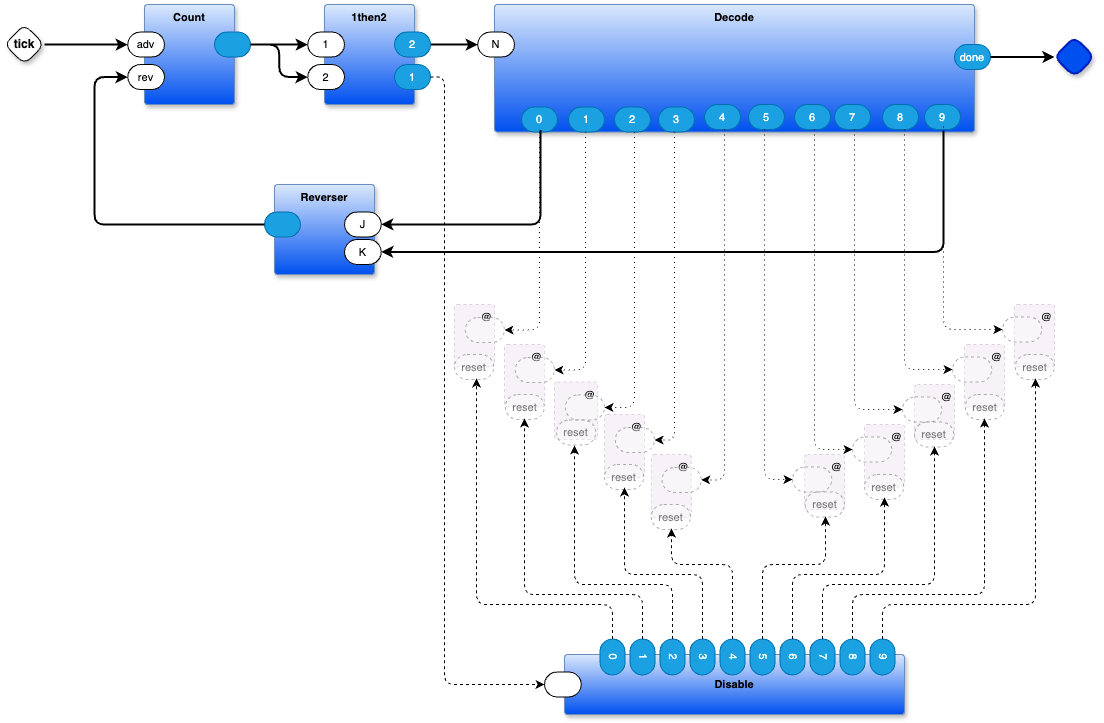 Count
1then2
Decode
tick
adv
1
2
N
rev
2
1
done
0
1
2
3
4
5
6
7
8
9
Reverser
J
K
@
@
reset
@
@
reset
@
@
reset
@
@
reset
@
@
reset
reset
reset
reset
reset
reset
0
1
2
3
4
5
6
7
8
9
Disable